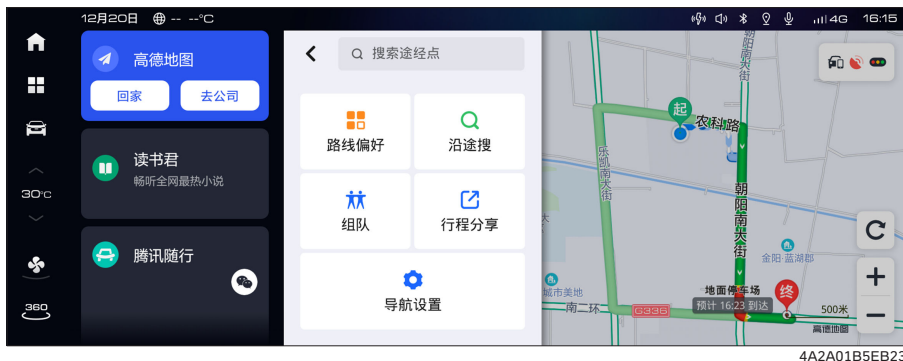 12月20日 -- --°C 4G 16:15
高德地图
回家 去公司
读书君
畅听全网最热小说
腾讯随行
30°C
360
搜索途经点
路线偏好 沿途搜
组队 行程分享
导航设置
朝阳南大街
起
农科路
乐凯南大街
朝阳南大街
金阳·蓝湖郡
大
城市美地
地面停车场
终
预计 16:23 到达
南二环
G335
500米
高德地图
4A2A01B5EB23